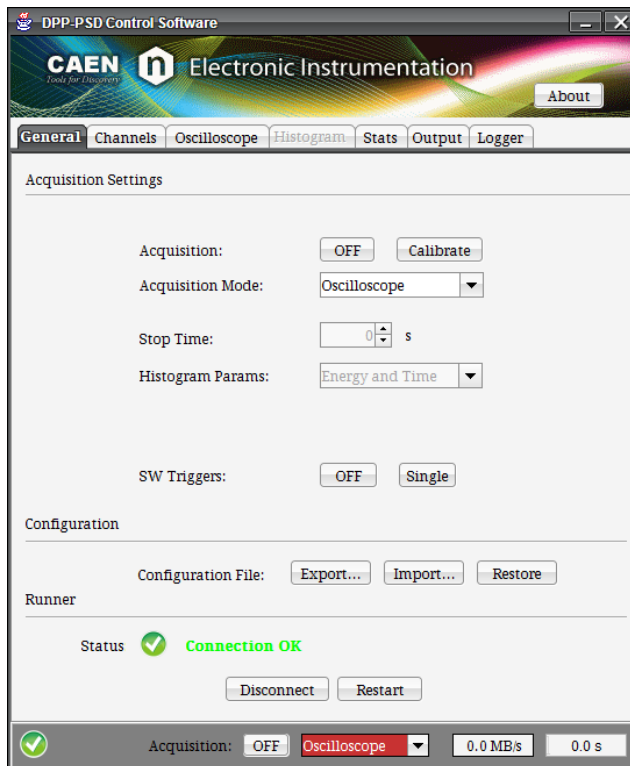 DPP-PSD Control Software
CAEN n Electronic Instrumentation
Tools for Discovery
About
General Channels Oscilloscope Histogram Stats Output Logger
Acquisition Settings
Acquisition: OFF Calibrate
Acquisition Mode: Oscilloscope
Stop Time: 0 s
Histogram Params: Energy and Time
SW Triggers: OFF Single
Configuration
Configuration File: Export... Import... Restore
Runner
Status Connection OK
Disconnect Restart
Acquisition: OFF Oscilloscope 0.0 MB/s 0.0 s